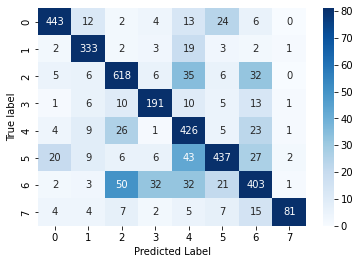 0 443 12 2 4 13 24 6 0
1 2 333 2 3 19 3 2 1
2 5 6 618 6 35 6 32 0
3 1 6 10 191 10 5 13 1
4 4 9 26 1 426 5 23 1
5 20 9 6 6 43 437 27 2
6 2 3 50 32 32 21 403 1
7 4 4 7 2 5 7 15 81
0 1 2 3 4 5 6 7
Predicted Label
True label
80
70
60
50
40
30
20
10
0